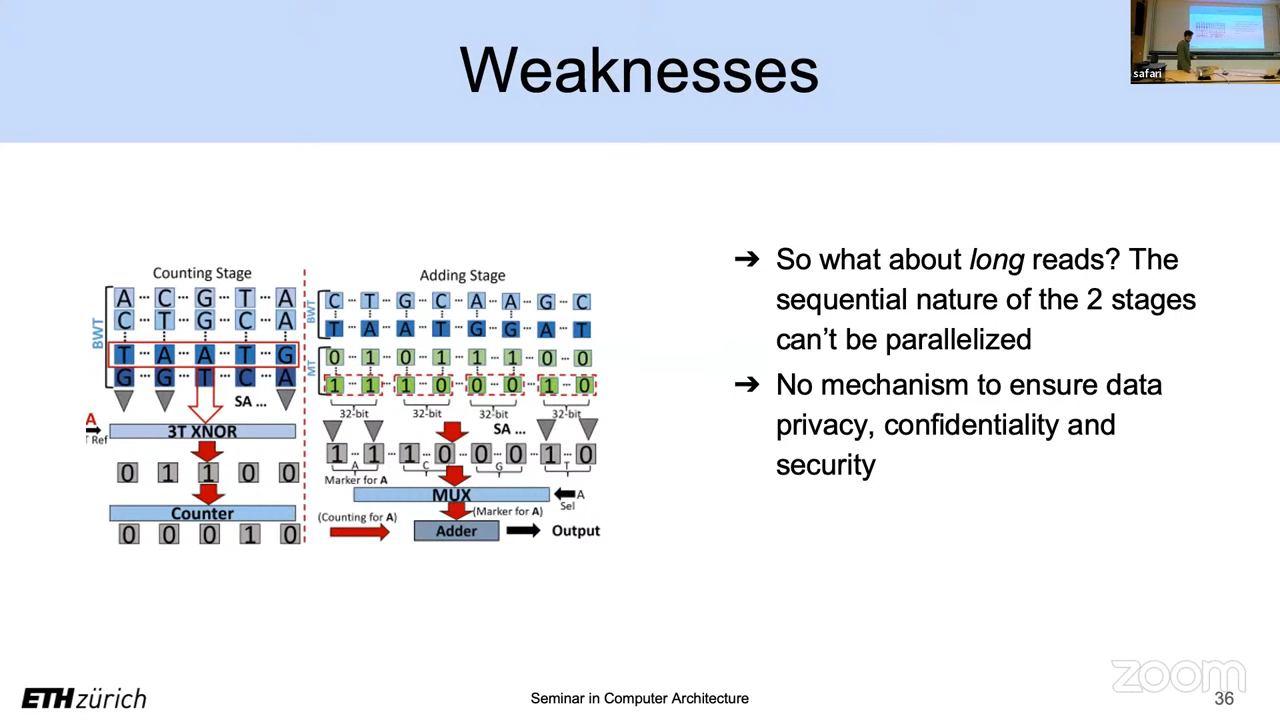 Weaknesses
safari
Counting Stage
BWT
A ··· C ··· G ··· T ··· A
C ··· T ··· G ··· C ··· A
T ··· A ··· A ··· T ··· G
G ··· G ··· T ··· C ··· A
SA ...
A
Ref
3T XNOR
0 1 1 0 0
Counter
0 0 0 1 0
Adding Stage
BWT
C ··· T ··· G ··· C ··· A ··· A ··· G ··· C
T ··· A ··· A ··· T ··· G ··· G ··· A ··· T
MT
0 ··· 1 ··· 0 ··· 1 ··· 1 ··· 1 ··· 0 ··· 0
1 ··· 1 ··· 1 ··· 0 ··· 0 ··· 0 ··· 1 ··· 0
32-bit 32-bit 32-bit 32-bit
SA ...
1 ·· 1 1 ·· 0 0 ·· 0 1 ·· 0
A C G T
Marker for A
MUX
A
Sel
(Counting for A)
(Marker for A)
Adder
Output
➔ So what about long reads? The
sequential nature of the 2 stages
can’t be parallelized
➔ No mechanism to ensure data
privacy, confidentiality and
security
ETH zürich
Seminar in Computer Architecture
zoom
36